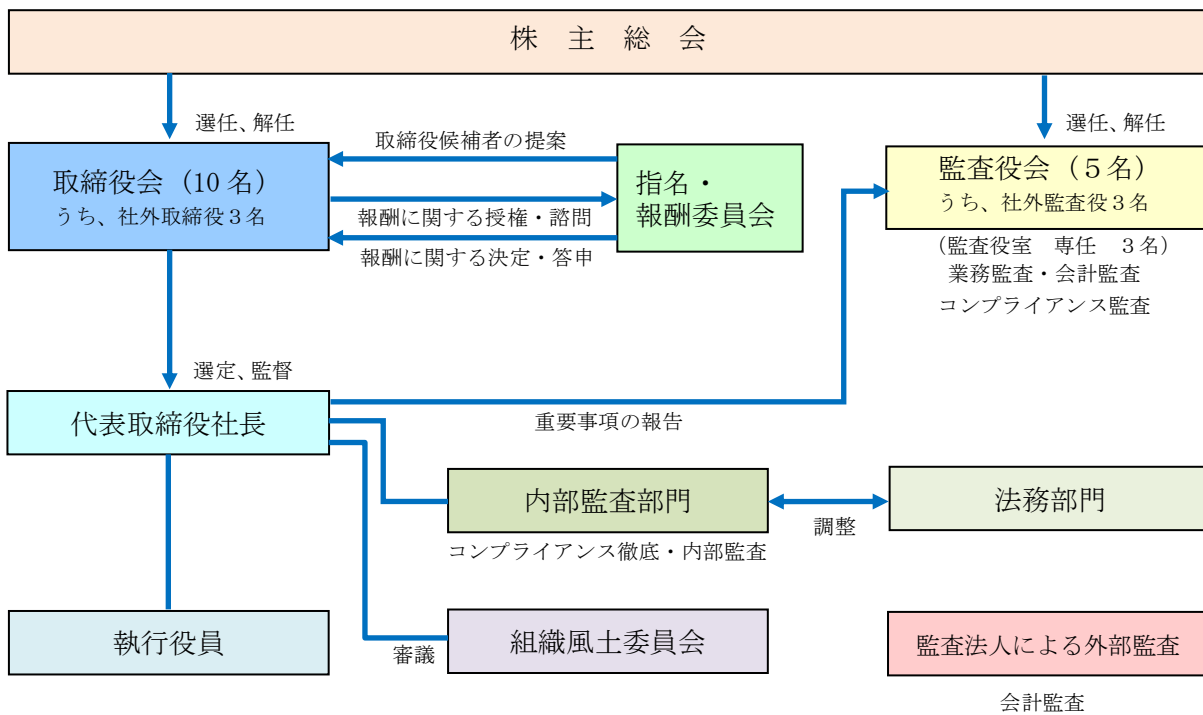 株 主 総 会
選任、解任
選任、解任
取締役候補者の提案
取締役会（10 名）
うち、社外取締役３名
指名・
報酬委員会
監査役会（５名）
うち、社外監査役３名
報酬に関する授権・諮問
報酬に関する決定・答申
（監査役室　専任　３名）
業務監査・会計監査
コンプライアンス監査
選定、監督
代表取締役社長
重要事項の報告
内部監査部門
法務部門
調整
コンプライアンス徹底・内部監査
執行役員
審議
組織風土委員会
監査法人による外部監査
会計監査